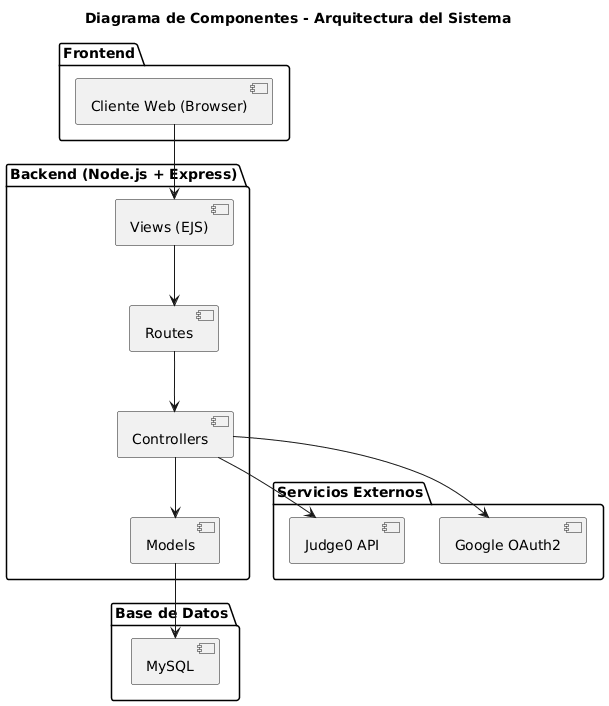 Diagrama de Componentes - Arquitectura del Sistema
Frontend
Cliente Web (Browser)
Backend (Node.js + Express)
Views (EJS)
Routes
Controllers
Models
Servicios Externos
Judge0 API
Google OAuth2
Base de Datos
MySQL